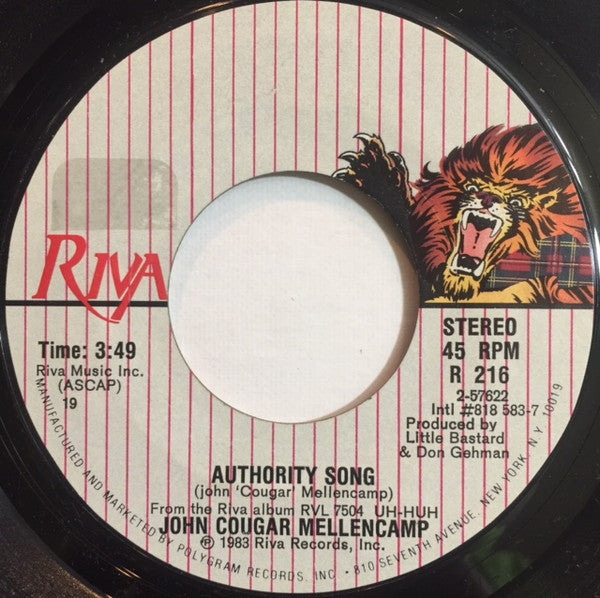 RIVA
Time: 3:49
Riva Music Inc.
(ASCAP)
19
STEREO
45 RPM
R 216
2-57622
Intl #818 583-7
Produced by
Little Bastard
& Don Gehman
AUTHORITY SONG
(john 'Cougar' Mellencamp)
From the Riva album RVL 7504 UH-HUH
JOHN COUGAR MELLENCAMP
℗ 1983 Riva Records, Inc.
MANUFACTURED AND MARKETED BY POLYGRAM RECORDS, INC • 810 SEVENTH AVENUE, NEW YORK, N Y 10019